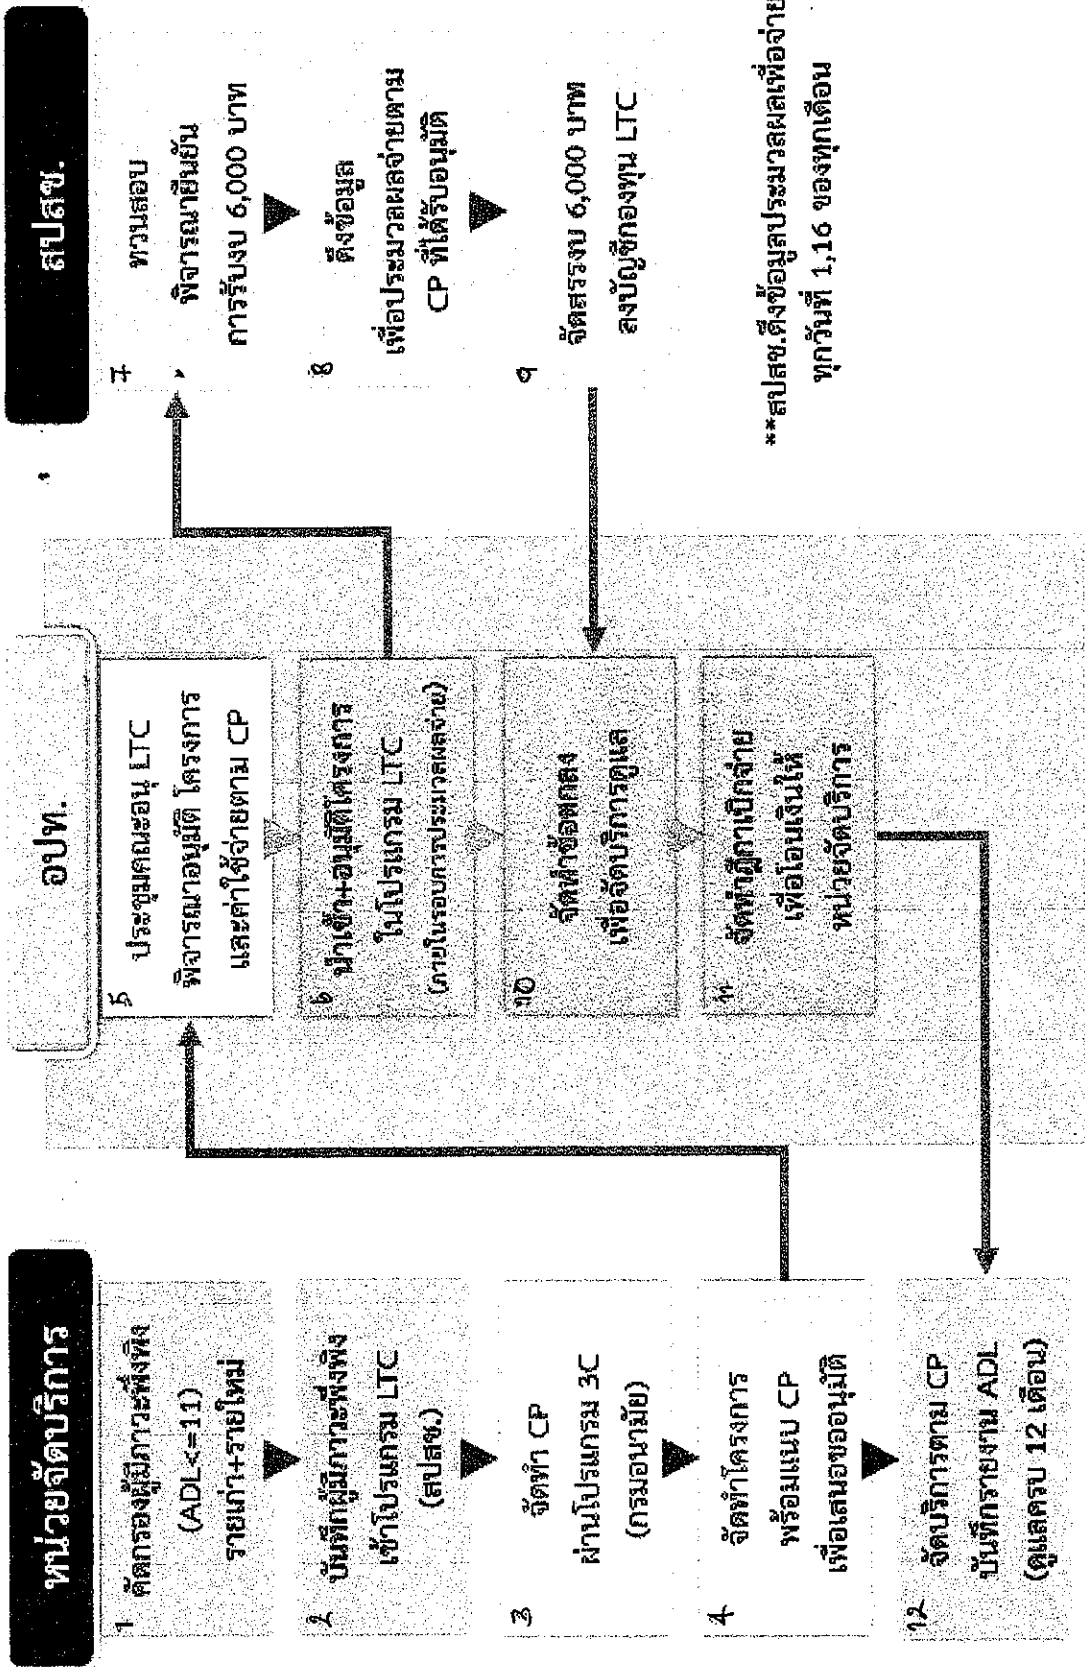 หน่วยจัดบริการ
1
คัดกรองผู้มีภาวะพึ่งพิง
(ADL<=11)
รายเก่า+รายใหม่
2
บันทึกผู้มีภาวะพึ่งพิง
เข้าโปรแกรม LTC
(สปสช.)
3
จัดทำ CP
ผ่านโปรแกรม 3C
(กรมอนามัย)
4
จัดทำโครงการ
พร้อมแนบ CP
เพื่อเสนอขออนุมัติ
12
จัดบริการตาม CP
บันทึกรายงาน ADL
(ดูแลครบ 12 เดือน)
อปท.
5
ประชุมคณะอนุ LTC
พิจารณาอนุมัติ โครงการ
และค่าใช้จ่ายตาม CP
6
นำเข้า+อนุมัติโครงการ
ในโปรแกรม LTC
(ภายในรอบตารประมวลผลจ่าย)
10
จัดทำข้อตกลง
เพื่อจัดบริการดูแล
11
จัดทำฎีกาเบิกจ่าย
เพื่อโอนเงินให้
หน่วยจัดบริการ
สปสช.
7
ทวนสอบ
พิจารณายืนยัน
การรับงบ 6,000 บาท
8
ดึงข้อมูล
เพื่อประมวลผลจ่ายตาม
CP ที่ได้รับอนุมัติ
9
จัดสรรงบ 6,000 บาท
ลงบัญชีกองทุน LTC
**สปสช.ดึงข้อมูลประมวลผลเพื่อจ่าย
ทุกวันที่ 1,16 ของทุกเดือน